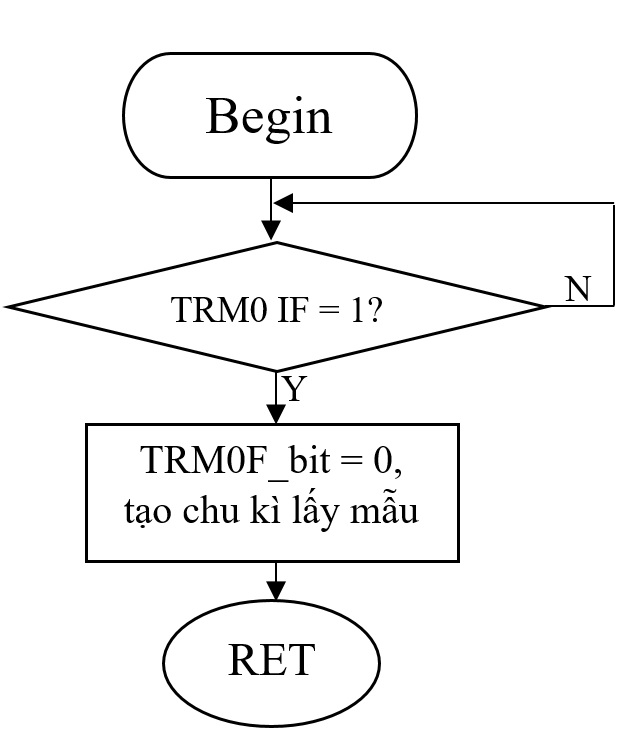 Begin
TRM0 IF = 1?
N
Y
TRM0F_bit = 0,
tạo chu kì lấy mẫu
RET